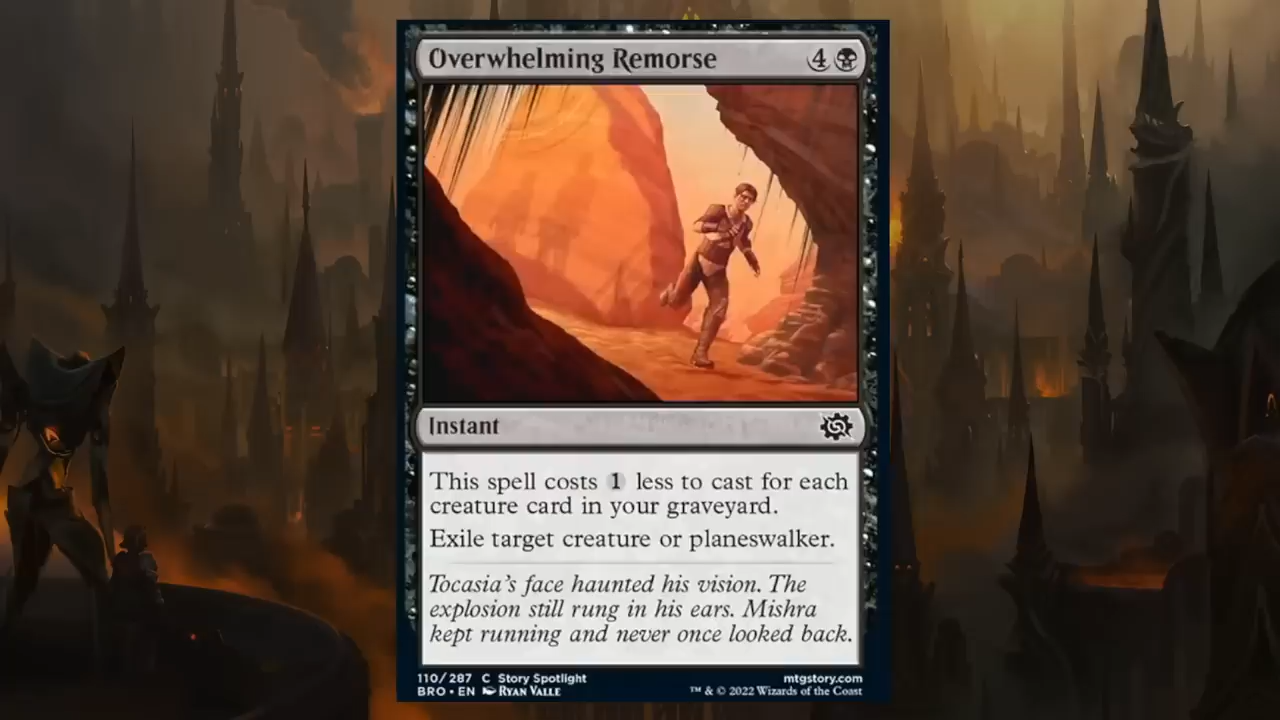 Overwhelming Remorse 4
Instant
This spell costs 1 less to cast for each
creature card in your graveyard.
Exile target creature or planeswalker.
Tocasia's face haunted his vision. The
explosion still rung in his ears. Mishra
kept running and never once looked back.
110/287 C Story Spotlight mtgstory.com
BRO • EN RYAN VALLE ™ & © 2022 Wizards of the Coast